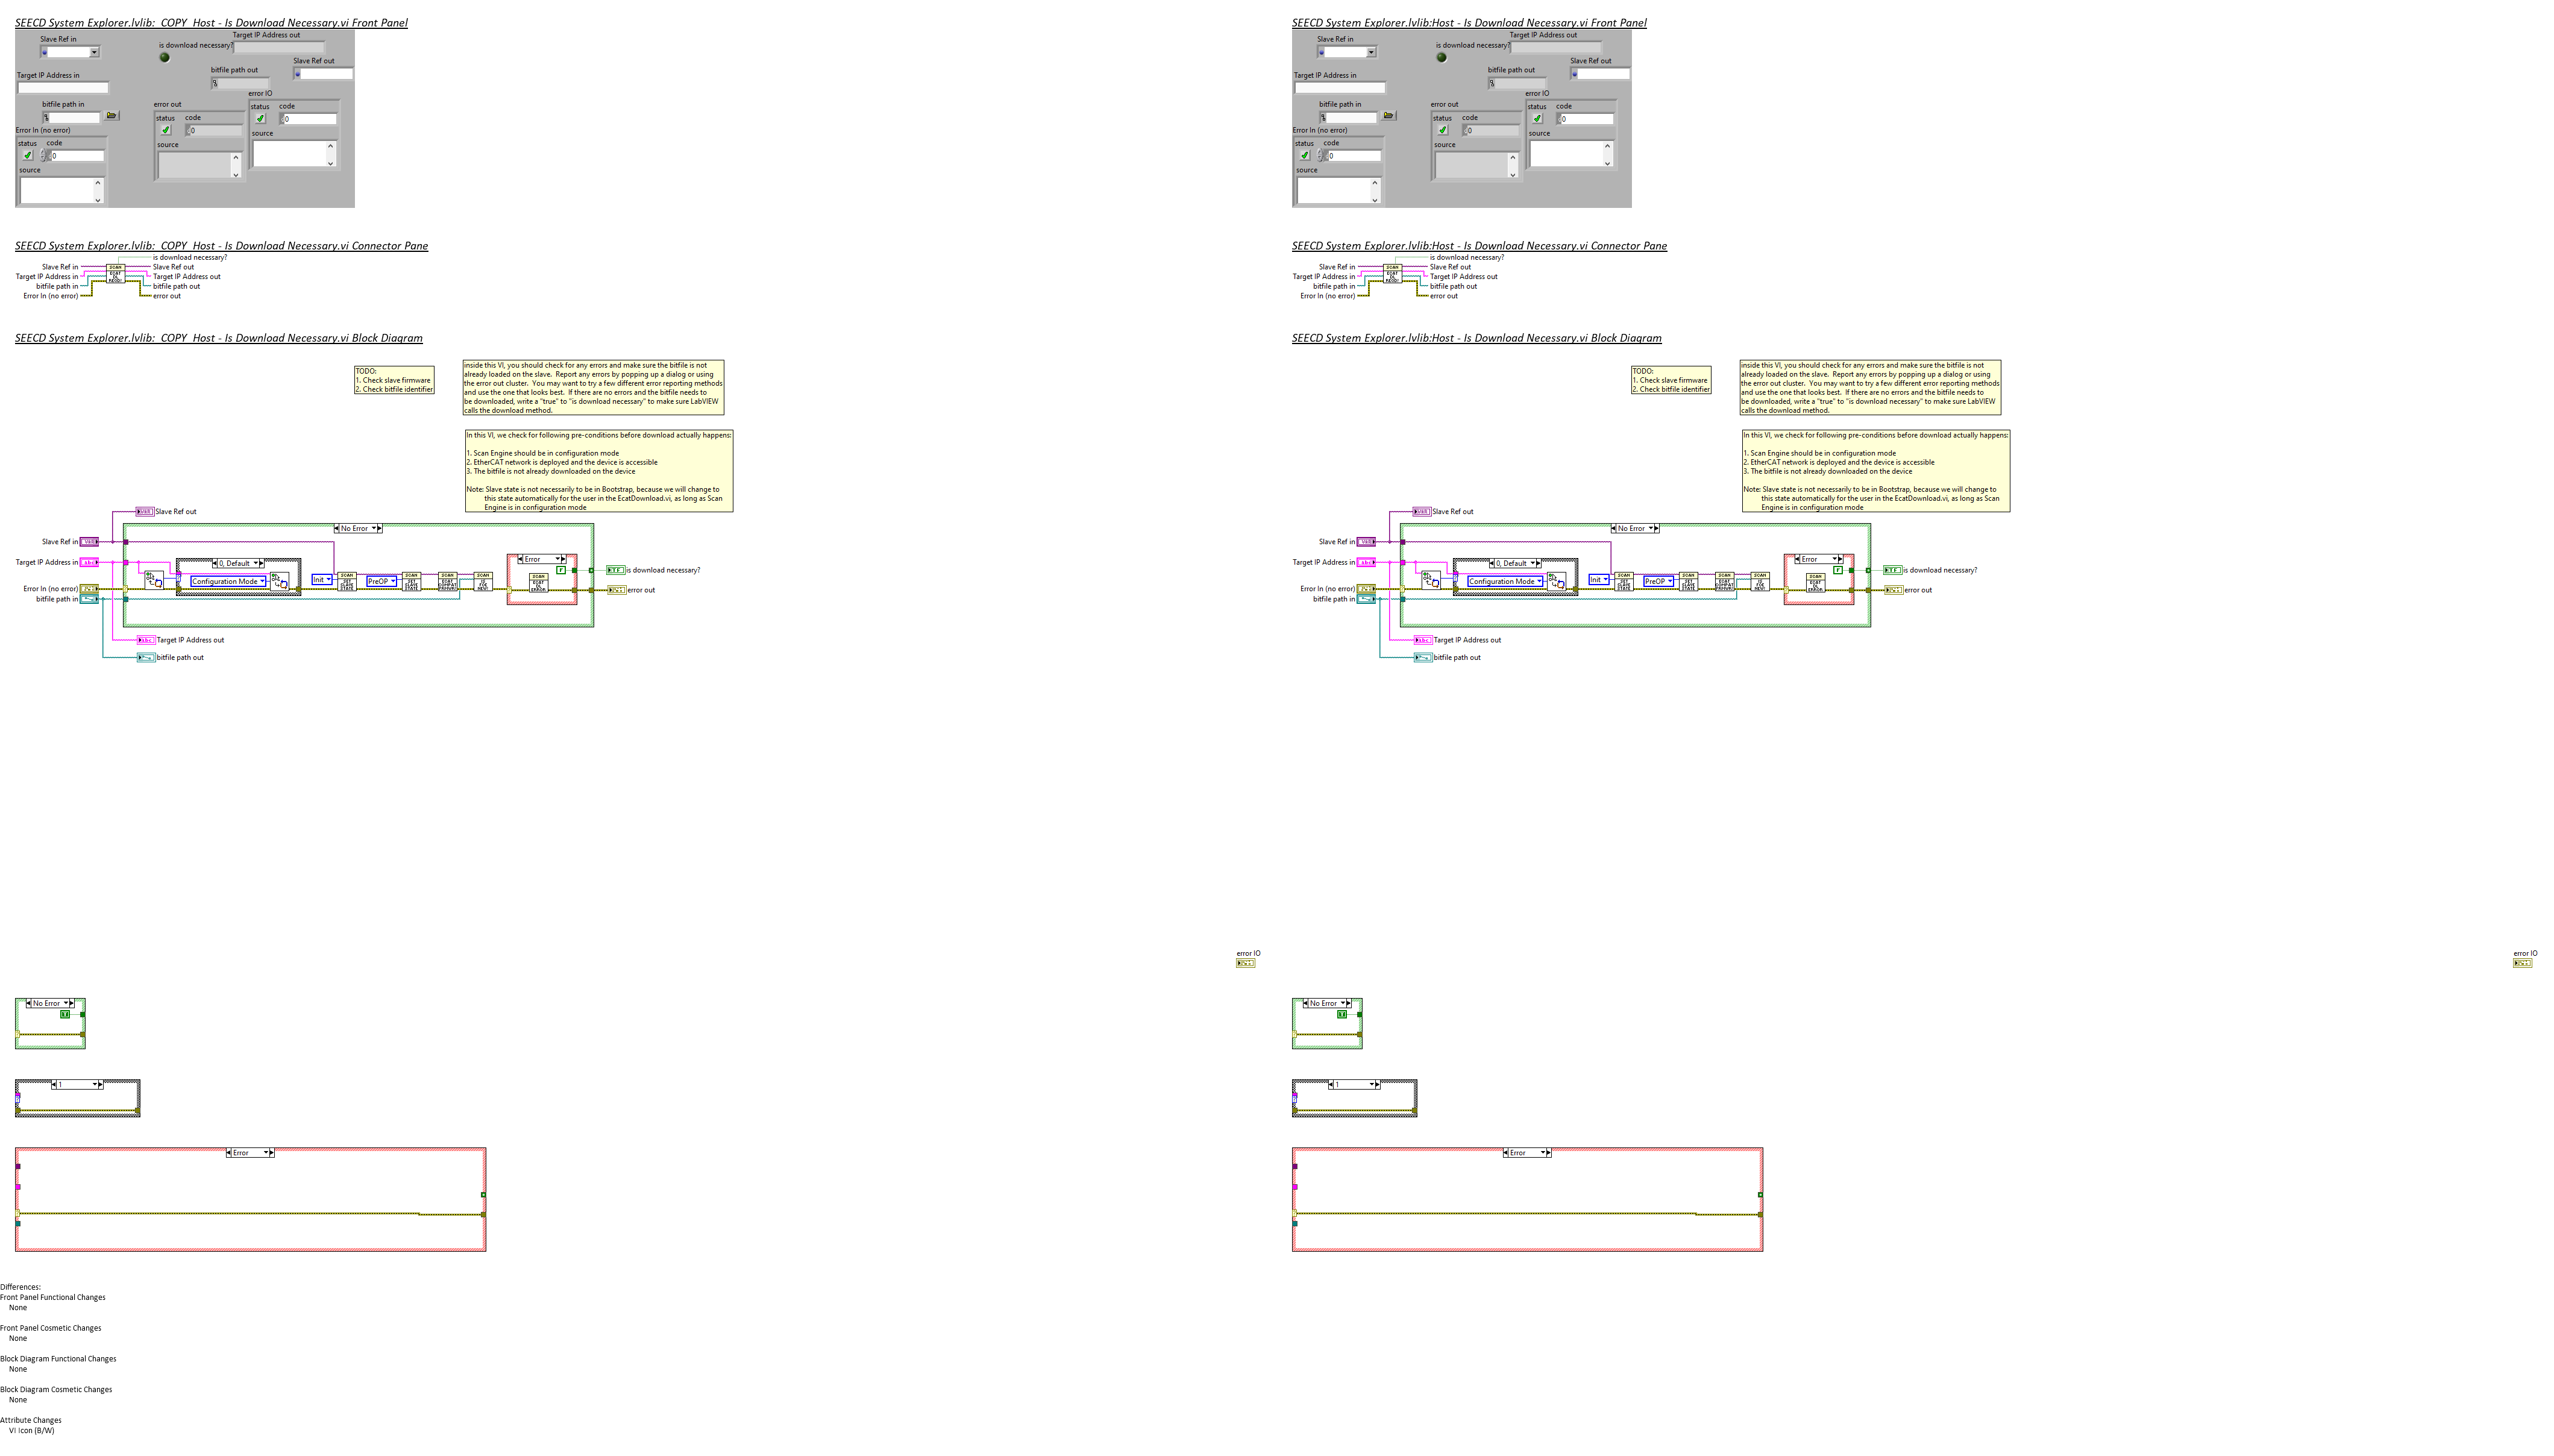 SEECD System Explorer.lvlib:_COPY_Host - Is Download Necessary.vi Front Panel
Slave Ref in
is download necessary?
Target IP Address out
Slave Ref out
Target IP Address in
bitfile path out
bitfile path in
error out
error IO
status code
0
status code
0
Error In (no error)
source
source
status code
0
source
SEECD System Explorer.lvlib:_COPY_Host - Is Download Necessary.vi Connector Pane
is download necessary?
Slave Ref in
Slave Ref out
Target IP Address in
Target IP Address out
bitfile path in
bitfile path out
Error In (no error)
error out
SEECD System Explorer.lvlib:_COPY_Host - Is Download Necessary.vi Block Diagram
TODO:
1. Check slave firmware
2. Check bitfile identifier
inside this VI, you should check for any errors and make sure the bitfile is not
already loaded on the slave.  Report any errors by popping up a dialog or using
the error out cluster.  You may want to try a few different error reporting methods
and use the one that looks best.  If there are no errors and the bitfile needs to
be downloaded, write a "true" to "is download necessary" to make sure LabVIEW
calls the download method.
In this VI, we check for following pre-conditions before download actually happens:
1. Scan Engine should be in configuration mode
2. EtherCAT network is deployed and the device is accessible
3. The bitfile is not already downloaded on the device
Note: Slave state is not necessarily to be in Bootstrap, because we will change to
this state automatically for the user in the EcatDownload.vi, as long as Scan
Engine is in configuration mode
Slave Ref out
No Error
Slave Ref in
Target IP Address in
0, Default
Configuration Mode
Init
PreOP
Error
is download necessary?
Error In (no error)
error out
bitfile path in
Target IP Address out
bitfile path out
error IO
No Error
1
Error
Differences:
Front Panel Functional Changes
None
Front Panel Cosmetic Changes
None
Block Diagram Functional Changes
None
Block Diagram Cosmetic Changes
None
Attribute Changes
VI Icon (B/W)
SEECD System Explorer.lvlib:Host - Is Download Necessary.vi Front Panel
Slave Ref in
is download necessary?
Target IP Address out
Slave Ref out
Target IP Address in
bitfile path out
bitfile path in
error out
error IO
status code
0
status code
0
Error In (no error)
source
source
status code
0
source
SEECD System Explorer.lvlib:Host - Is Download Necessary.vi Connector Pane
is download necessary?
Slave Ref in
Slave Ref out
Target IP Address in
Target IP Address out
bitfile path in
bitfile path out
Error In (no error)
error out
SEECD System Explorer.lvlib:Host - Is Download Necessary.vi Block Diagram
TODO:
1. Check slave firmware
2. Check bitfile identifier
inside this VI, you should check for any errors and make sure the bitfile is not
already loaded on the slave.  Report any errors by popping up a dialog or using
the error out cluster.  You may want to try a few different error reporting methods
and use the one that looks best.  If there are no errors and the bitfile needs to
be downloaded, write a "true" to "is download necessary" to make sure LabVIEW
calls the download method.
In this VI, we check for following pre-conditions before download actually happens:
1. Scan Engine should be in configuration mode
2. EtherCAT network is deployed and the device is accessible
3. The bitfile is not already downloaded on the device
Note: Slave state is not necessarily to be in Bootstrap, because we will change to
this state automatically for the user in the EcatDownload.vi, as long as Scan
Engine is in configuration mode
Slave Ref out
No Error
Slave Ref in
Target IP Address in
0, Default
Configuration Mode
Init
PreOP
Error
is download necessary?
Error In (no error)
error out
bitfile path in
Target IP Address out
bitfile path out
error IO
No Error
1
Error